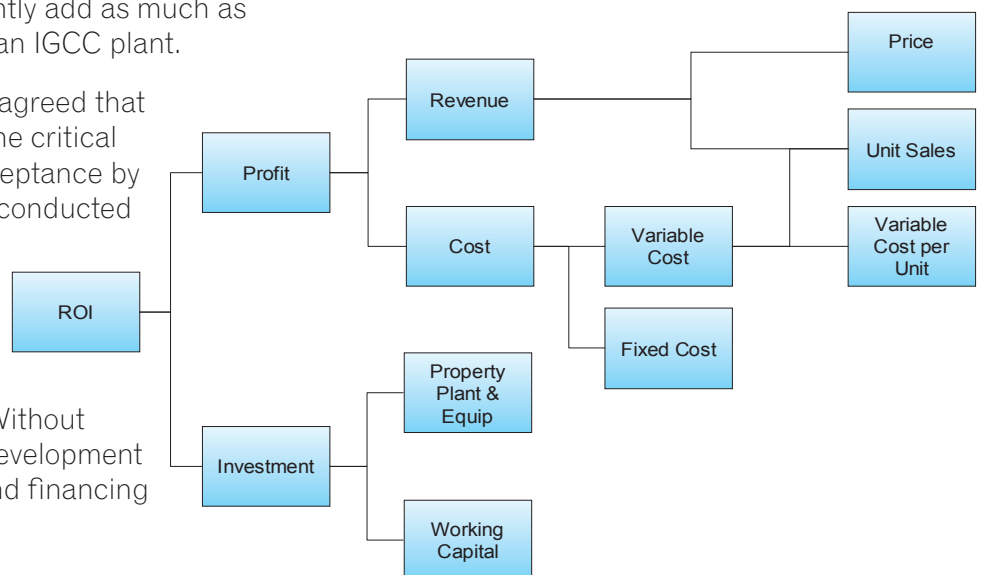 ntly add as much as
an IGCC plant.
agreed that
ne critical
eptance by
conducted
Without
evelopment
nd financing
ROI
Profit
Investment
Revenue
Cost
Property
Plant &
Equip
Working
Capital
Variable
Cost
Fixed Cost
Price
Unit Sales
Variable
Cost per
Unit